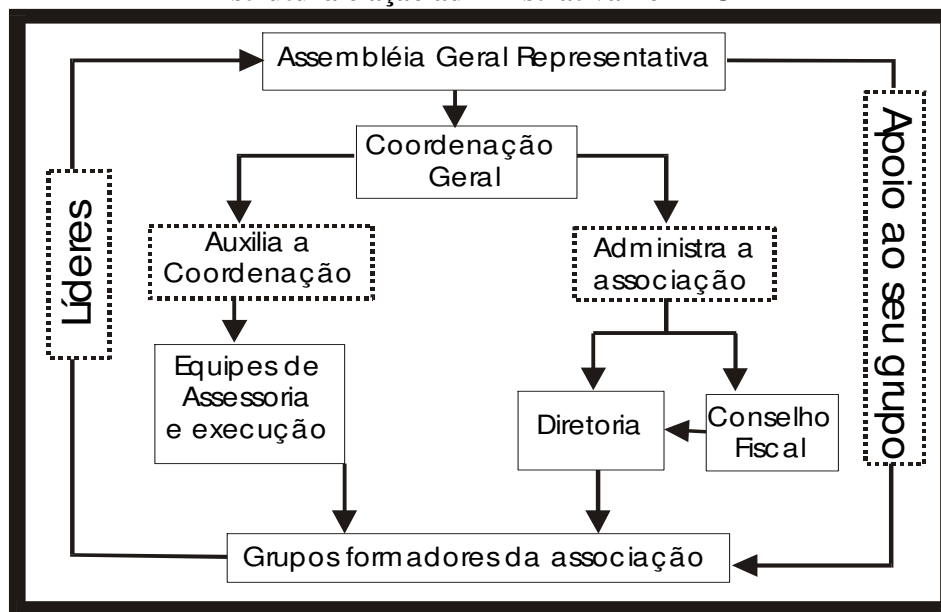 Assembléia Geral Representativa
Coordenação
Geral
Líderes
Apoio ao seu grupo
Auxilia a
Coordenação
Administra a
associação
Equipes de
Assessoria
e execução
Diretoria
Conselho
Fiscal
Grupos formadores da associação